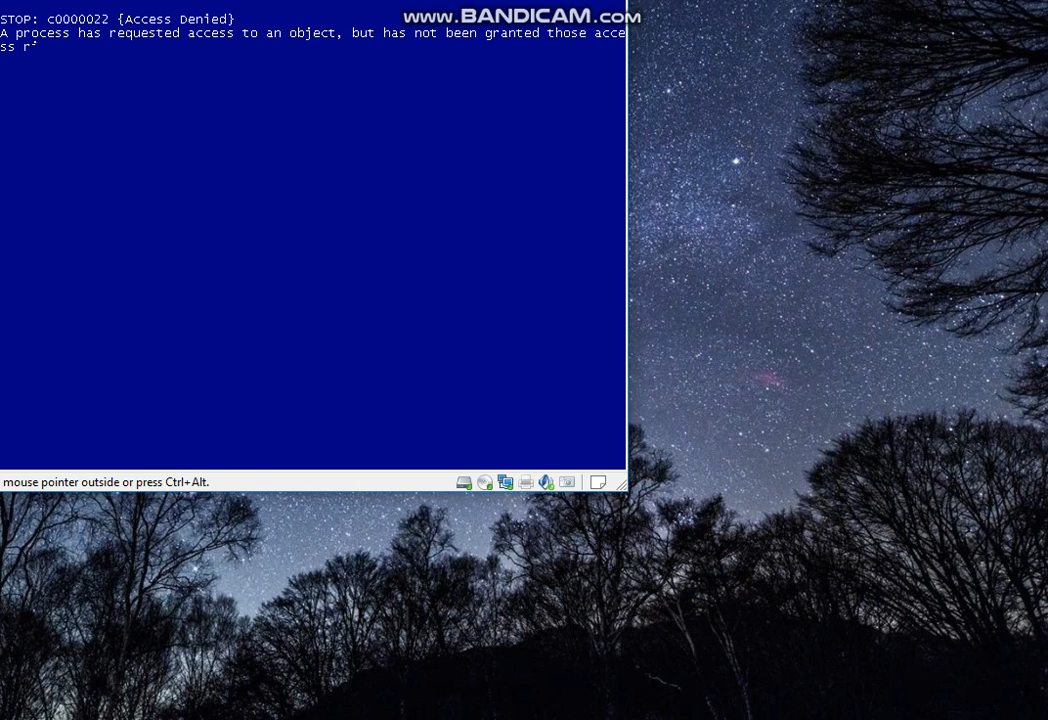 www.BANDICAM.com
STOP: c0000022 {Access Denied}
A process has requested access to an object, but has not been granted those acce
ss
mouse pointer outside or press Ctrl+Alt.